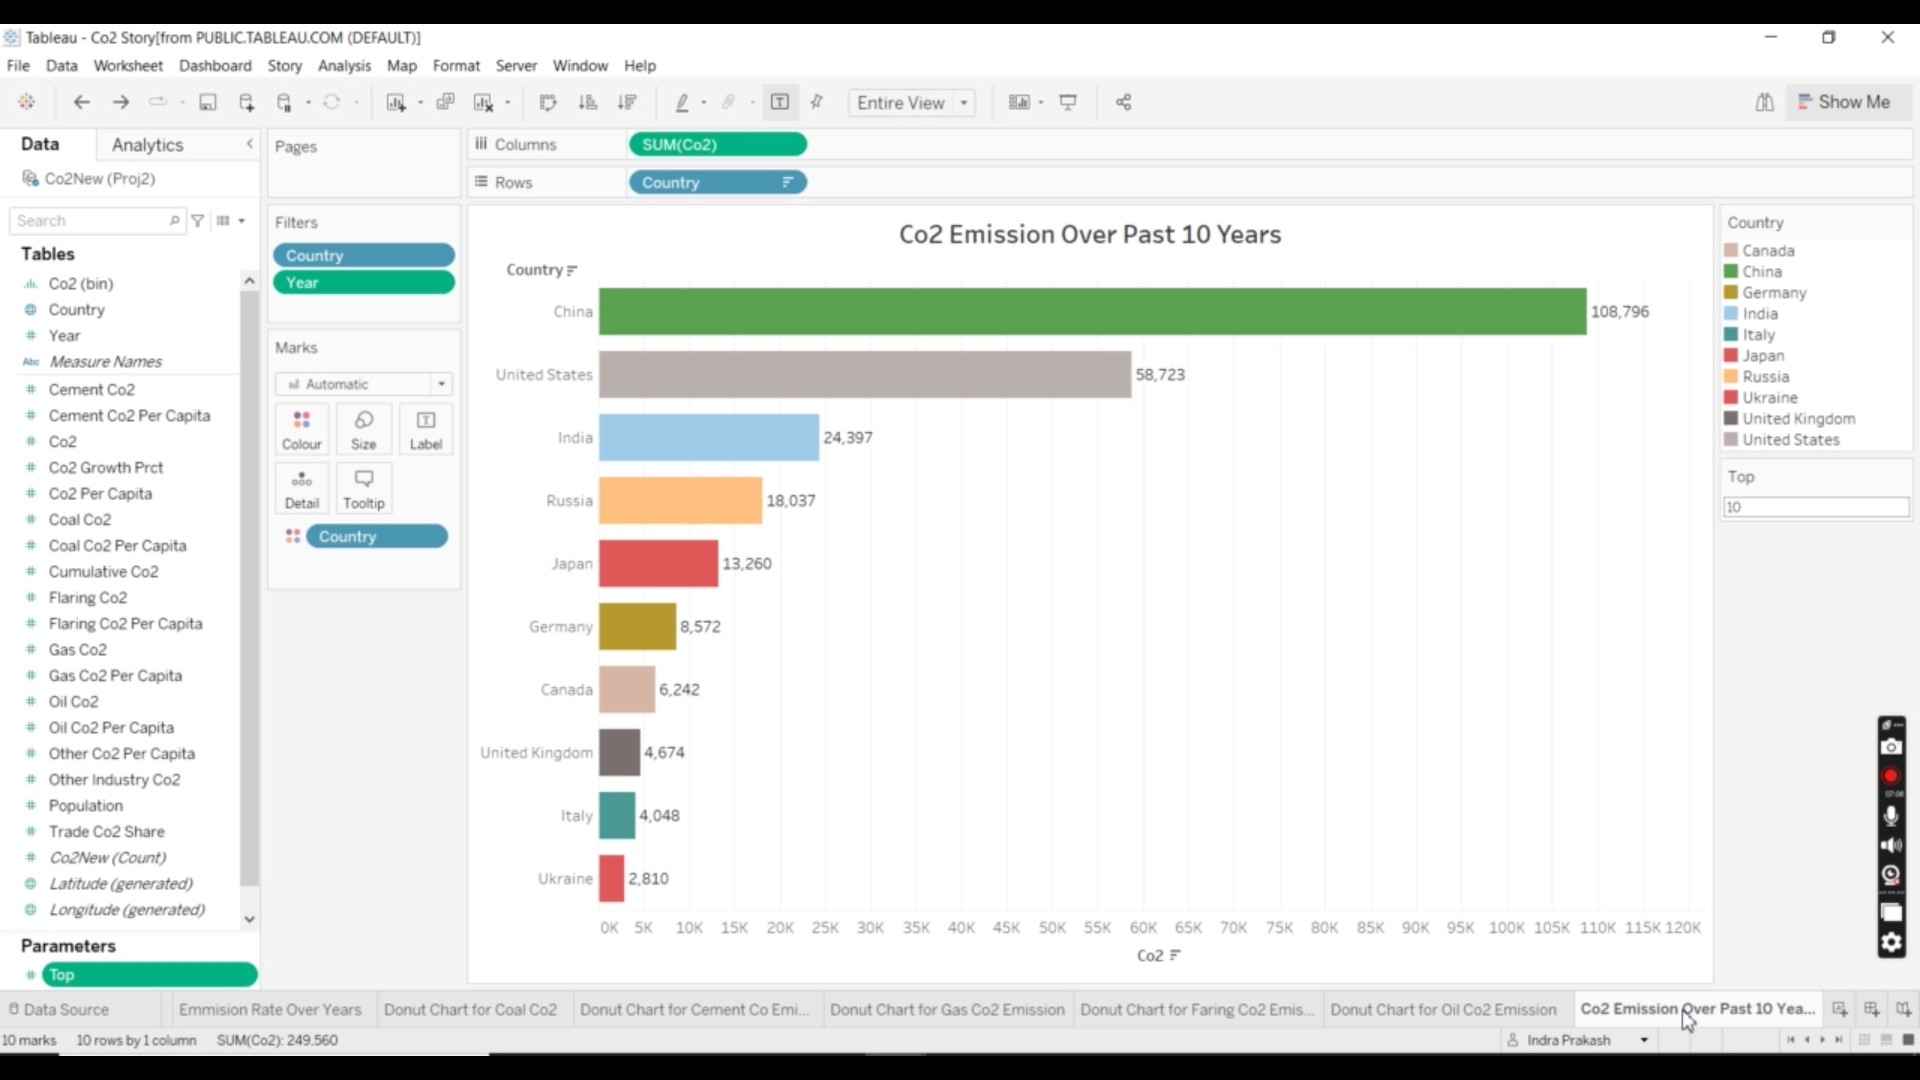 Tableau - Co2 Story[from PUBLIC.TABLEAU.COM (DEFAULT)]
File Data Worksheet Dashboard Story Analysis Map Format Server Window Help
Entire View
Show Me
Data Analytics
Co2New (Proj2)
Search
Tables
Co2 (bin)
Country
Year
Abc Measure Names
Cement Co2
Cement Co2 Per Capita
Co2
Co2 Growth Prct
Co2 Per Capita
Coal Co2
Coal Co2 Per Capita
Cumulative Co2
Flaring Co2
Flaring Co2 Per Capita
Gas Co2
Gas Co2 Per Capita
Oil Co2
Oil Co2 Per Capita
Other Co2 Per Capita
Other Industry Co2
Population
Trade Co2 Share
Co2New (Count)
Latitude (generated)
Longitude (generated)
Parameters
Top
Pages
Filters
Country
Year
Marks
Automatic
Colour Size Label
Detail Tooltip
Country
Columns SUM(Co2)
Rows Country
Co2 Emission Over Past 10 Years
Country
China 108,796
United States 58,723
India 24,397
Russia 18,037
Japan 13,260
Germany 8,572
Canada 6,242
United Kingdom 4,674
Italy 4,048
Ukraine 2,810
0K 5K 10K 15K 20K 25K 30K 35K 40K 45K 50K 55K 60K 65K 70K 75K 80K 85K 90K 95K 100K 105K 110K 115K 120K
Co2
Country
Canada
China
Germany
India
Italy
Japan
Russia
Ukraine
United Kingdom
United States
Top
10
Data Source Emmision Rate Over Years Donut Chart for Coal Co2 Donut Chart for Cement Co Emi... Donut Chart for Gas Co2 Emission Donut Chart for Faring Co2 Emis... Donut Chart for Oil Co2 Emission Co2 Emission Over Past 10 Yea...
10 marks 10 rows by 1 column SUM(Co2): 249,560 Indra Prakash